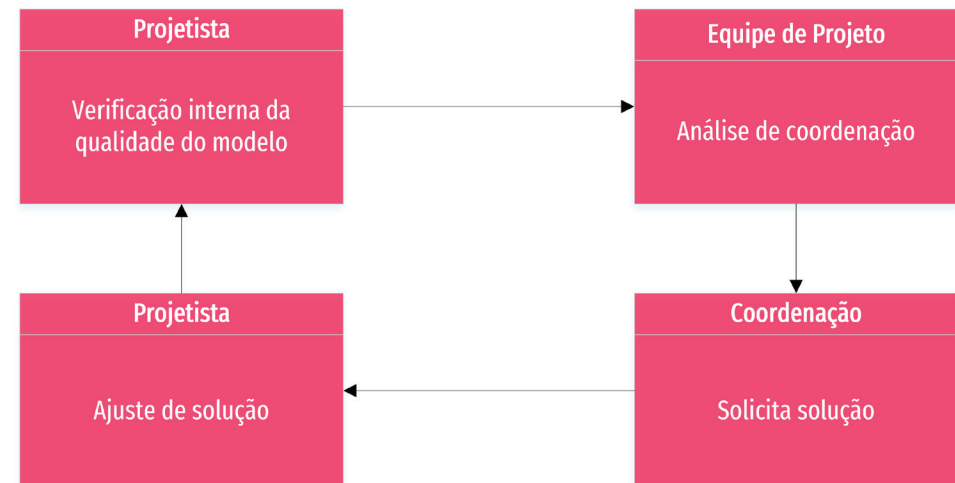 Projetista
Verificação interna da
qualidade do modelo
Equipe de Projeto
Análise de coordenação
Projetista
Ajuste de solução
Coordenação
Solicita solução